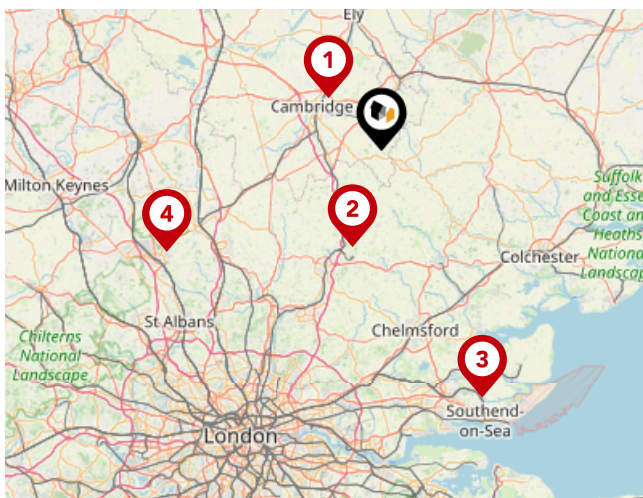 Ely
1
Cambridge
Milton Keynes
4
2
Suffolk
and Esse
Coast an
Heaths
Nationa
Landscap
Colchester
St Albans
Chelmsford
Chilterns
National
Landscape
3
Southend-
on-Sea
London